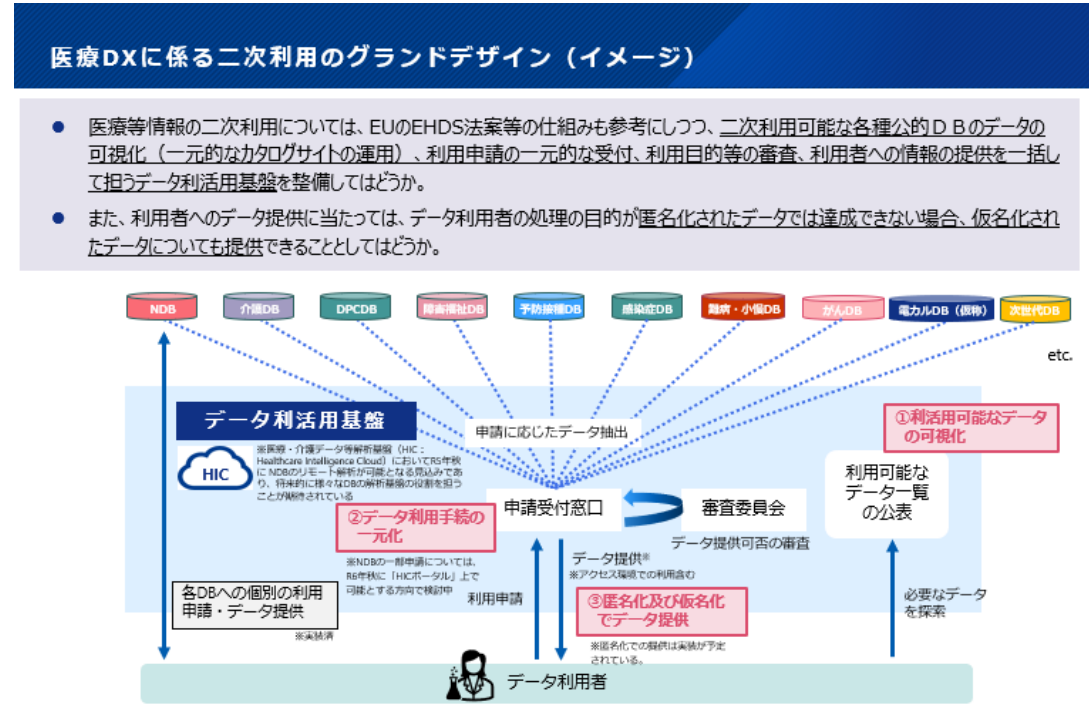 医療DXに係る二次利用のグランドデザイン（イメージ）
● 医療等情報の二次利用については、EUのEHDS法案等の仕組みも参考にしつつ、二次利用可能な各種公的ＤＢのデータの
可視化（一元的なカタログサイトの運用）、利用申請の一元的な受付、利用目的等の審査、利用者への情報の提供を一括し
て担うデータ利活用基盤を整備してはどうか。
● また、利用者へのデータ提供に当たっては、データ利用者の処理の目的が匿名化されたデータでは達成できない場合、仮名化され
たデータについても提供できることとしてはどうか。
NDB
介護DB
DPCDB
障害福祉DB
予防接種DB
感染症DB
難病・小慢DB
がんDB
電カルDB（仮称）
次世代DB
etc.
データ利活用基盤
HIC
※医療・介護データ等解析基盤（HIC：
Healthcare Intelligence Cloud）においてR5年秋
に NDBのリモート解析が可能となる見込みであ
り、将来的に様々なDBの解析基盤の役割を担う
ことが期待されている
申請に応じたデータ抽出
①利活用可能なデータ
の可視化
利用可能な
データ一覧
の公表
②データ利用手続の
一元化
申請受付窓口
審査委員会
データ提供可否の審査
※NDBの一部申請については、
R6年秋に「HICポータル」上で
可能とする方向で検討中
データ提供※
※アクセス環境での利用含む
利用申請
各DBへの個別の利用
申請・データ提供
※実装済
③匿名化及び仮名化
でデータ提供
※匿名化での提供は実装が予定
されている。
必要なデータ
を探索
データ利用者